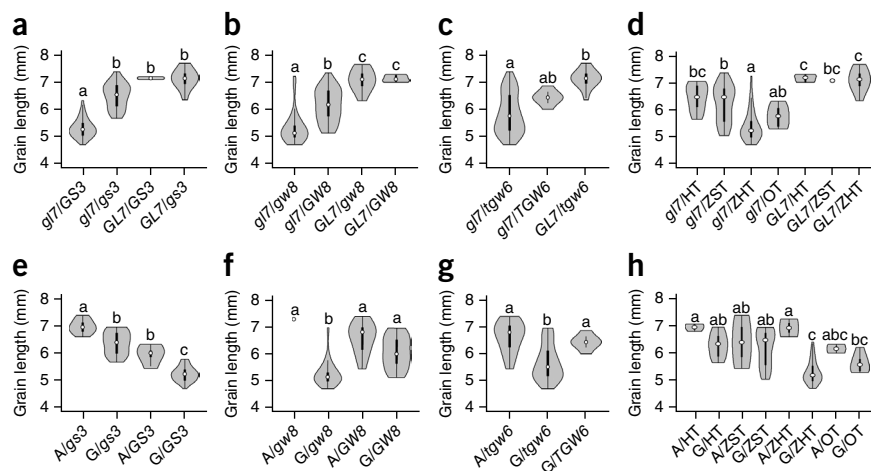 a
Grain length (mm)
8
7
6
5
4
a
b
b
b
gl7/GS3
gl7/gs3
GL7/GS3
GL7/gs3
b
Grain length (mm)
8
7
6
5
4
a
b
c
c
gl7/gw8
gl7/GW8
GL7/gw8
GL7/GW8
c
Grain length (mm)
8
7
6
5
4
a
ab
b
gl7/tgw6
gl7/TGW6
GL7/tgw6
d
Grain length (mm)
8
7
6
5
4
bc
b
a
ab
c
bc
c
gl7/HT
gl7/ZST
gl7/ZHT
gl7/OT
GL7/HT
GL7/ZST
GL7/ZHT
e
Grain length (mm)
8
7
6
5
4
a
b
b
c
A/gs3
G/gs3
A/GS3
G/GS3
f
Grain length (mm)
8
7
6
5
4
a
b
a
a
A/gw8
G/gw8
A/GW8
G/GW8
g
Grain length (mm)
8
7
6
5
4
a
b
a
A/tgw6
G/tgw6
G/TGW6
h
Grain length (mm)
8
7
6
5
4
a
ab
ab
ab
a
c
abc
bc
A/HT
G/HT
A/ZST
G/ZST
A/ZHT
G/ZHT
A/OT
G/OT